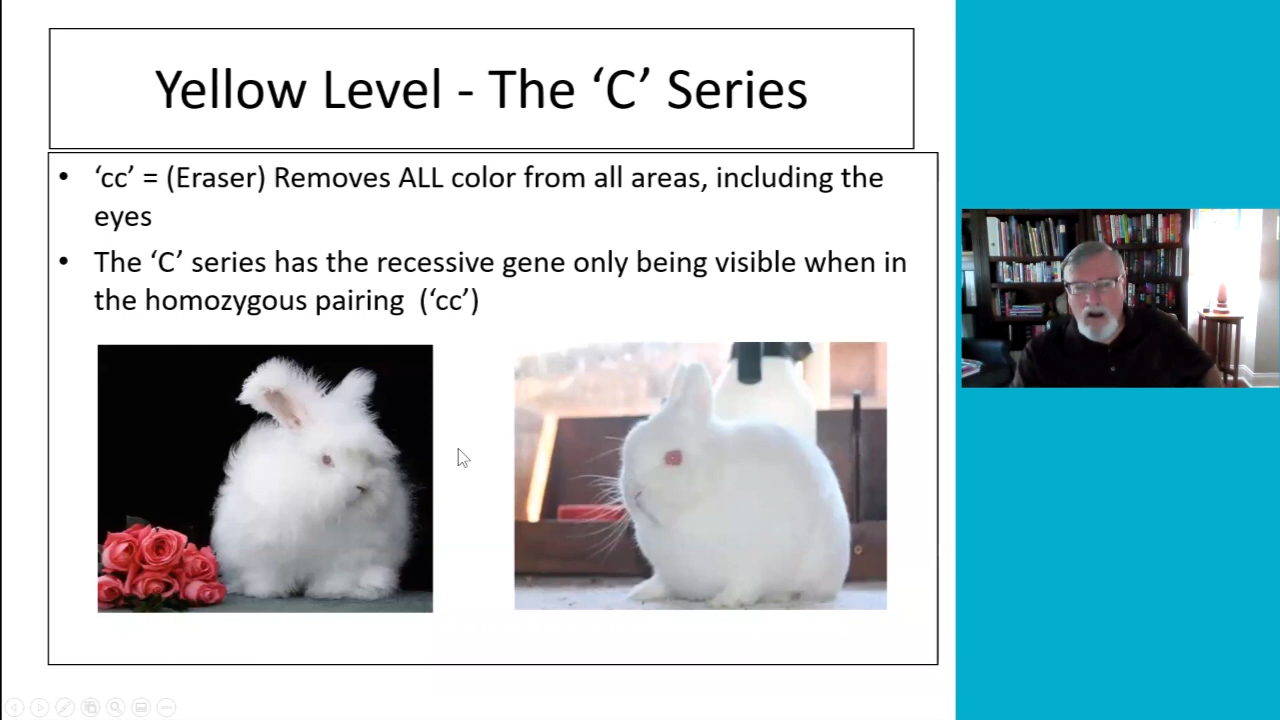 Yellow Level - The ‘C’ Series
• ‘cc’ = (Eraser) Removes ALL color from all areas, including the
eyes
• The ‘C’ series has the recessive gene only being visible when in
the homozygous pairing (‘cc’)